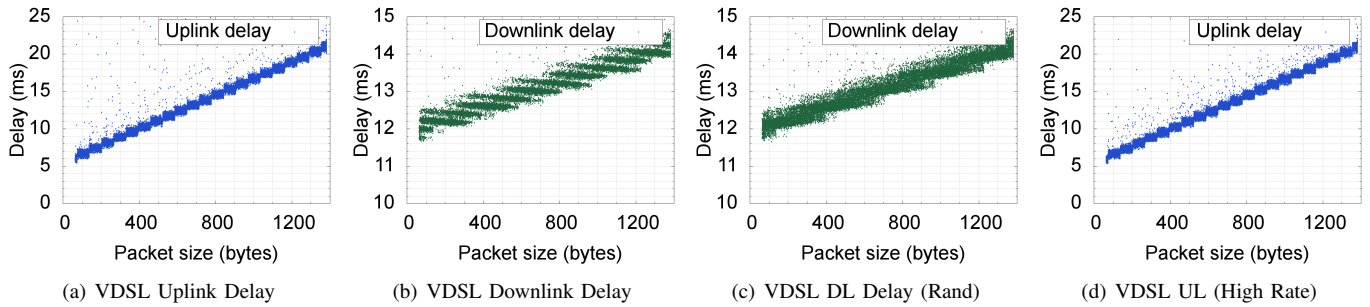 25
20
15
10
5
0
Delay (ms)
Uplink delay
0
400
800
1200
Packet size (bytes)
(a) VDSL Uplink Delay
15
14
13
12
11
10
Delay (ms)
Downlink delay
0
400
800
1200
Packet size (bytes)
(b) VDSL Downlink Delay
15
14
13
12
11
10
Delay (ms)
Downlink delay
0
400
800
1200
Packet size (bytes)
(c) VDSL DL Delay (Rand)
25
20
15
10
5
0
Delay (ms)
Uplink delay
0
400
800
1200
Packet size (bytes)
(d) VDSL UL (High Rate)